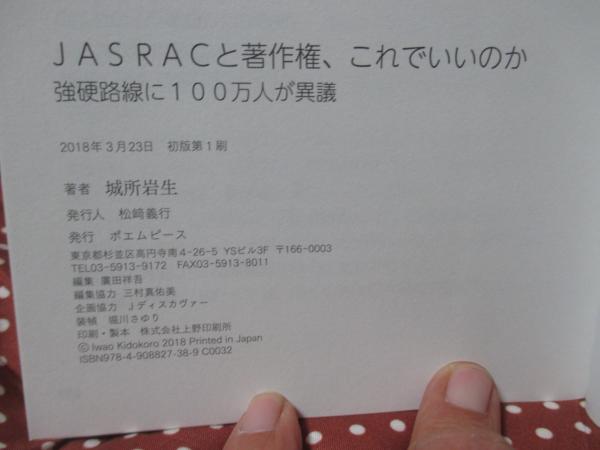 JASRACと著作権、これでいいのか
強硬路線に100万人が異議
2018年3月23日 初版第1刷
著者 城所岩生
発行人 松﨑義行
発行 ポエムピース
東京都杉並区高円寺南4-26-5 YSビル3F 〒166-0003
TEL03-5913-9172 FAX03-5913-8011
編集 廣田祥吾
編集協力 三村真佑美
企画協力 Jディスカヴァー
装幀 堀川さゆり
印刷・製本 株式会社上野印刷所
© Iwao Kidokoro 2018 Printed in Japan
ISBN978-4-908827-38-9 C0032